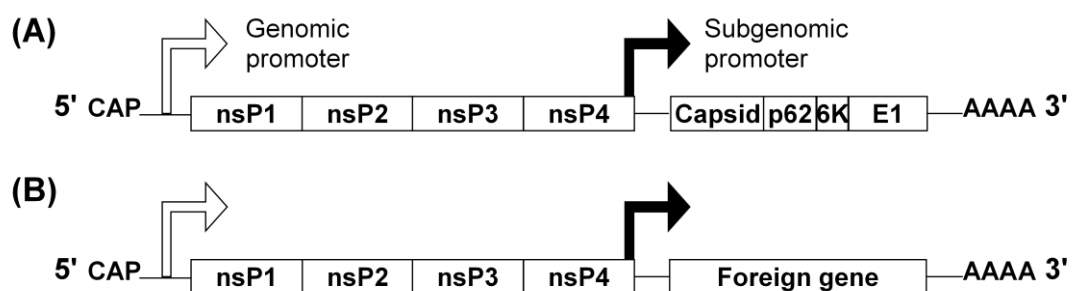 (A)
Genomic promoter
Subgenomic promoter
5' CAP nsP1 nsP2 nsP3 nsP4 Capsid p62 6K E1 AAAA 3'
(B)
5' CAP nsP1 nsP2 nsP3 nsP4 Foreign gene AAAA 3'